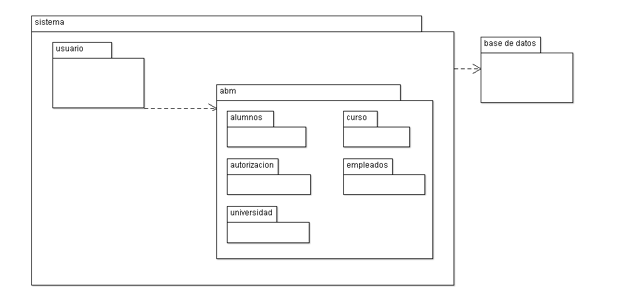 sistema
usuario
base de datos
abm
alumnos
curso
autorizacion
empleados
universidad